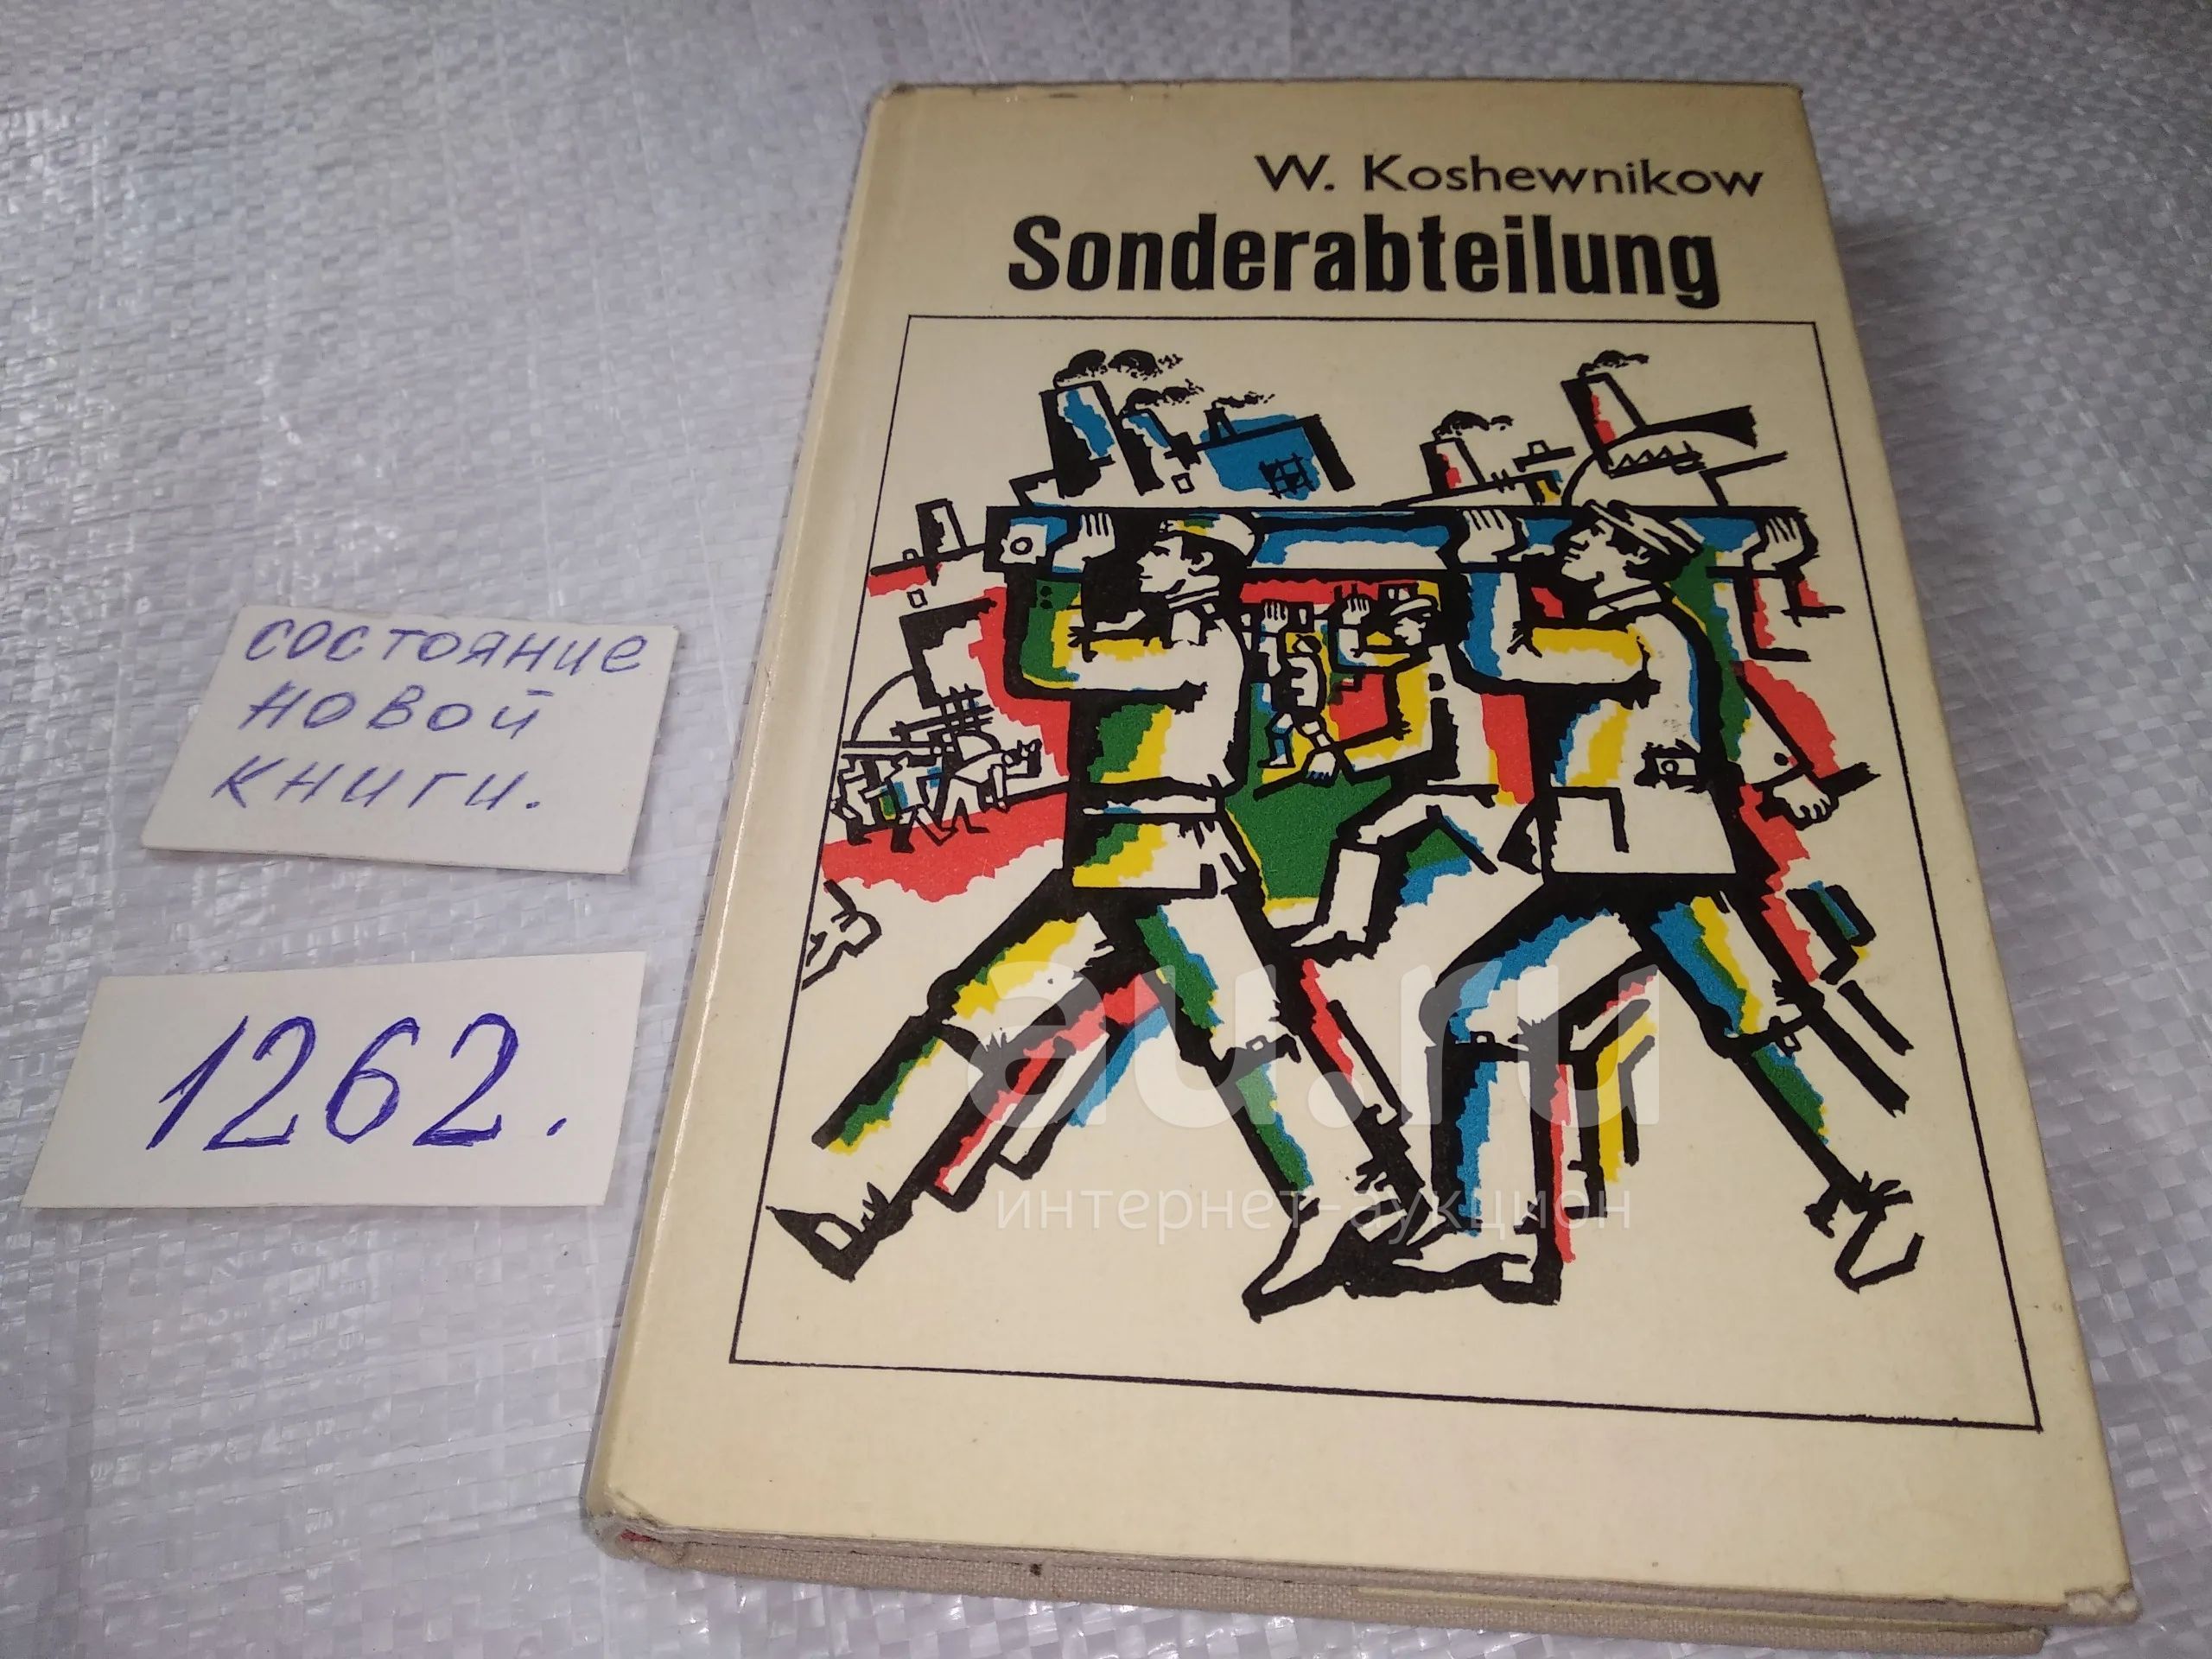 W. Koshewnikow
Sonderabteilung
состояние
новой
книги.
1262.
au.ru
интернет-аукцион